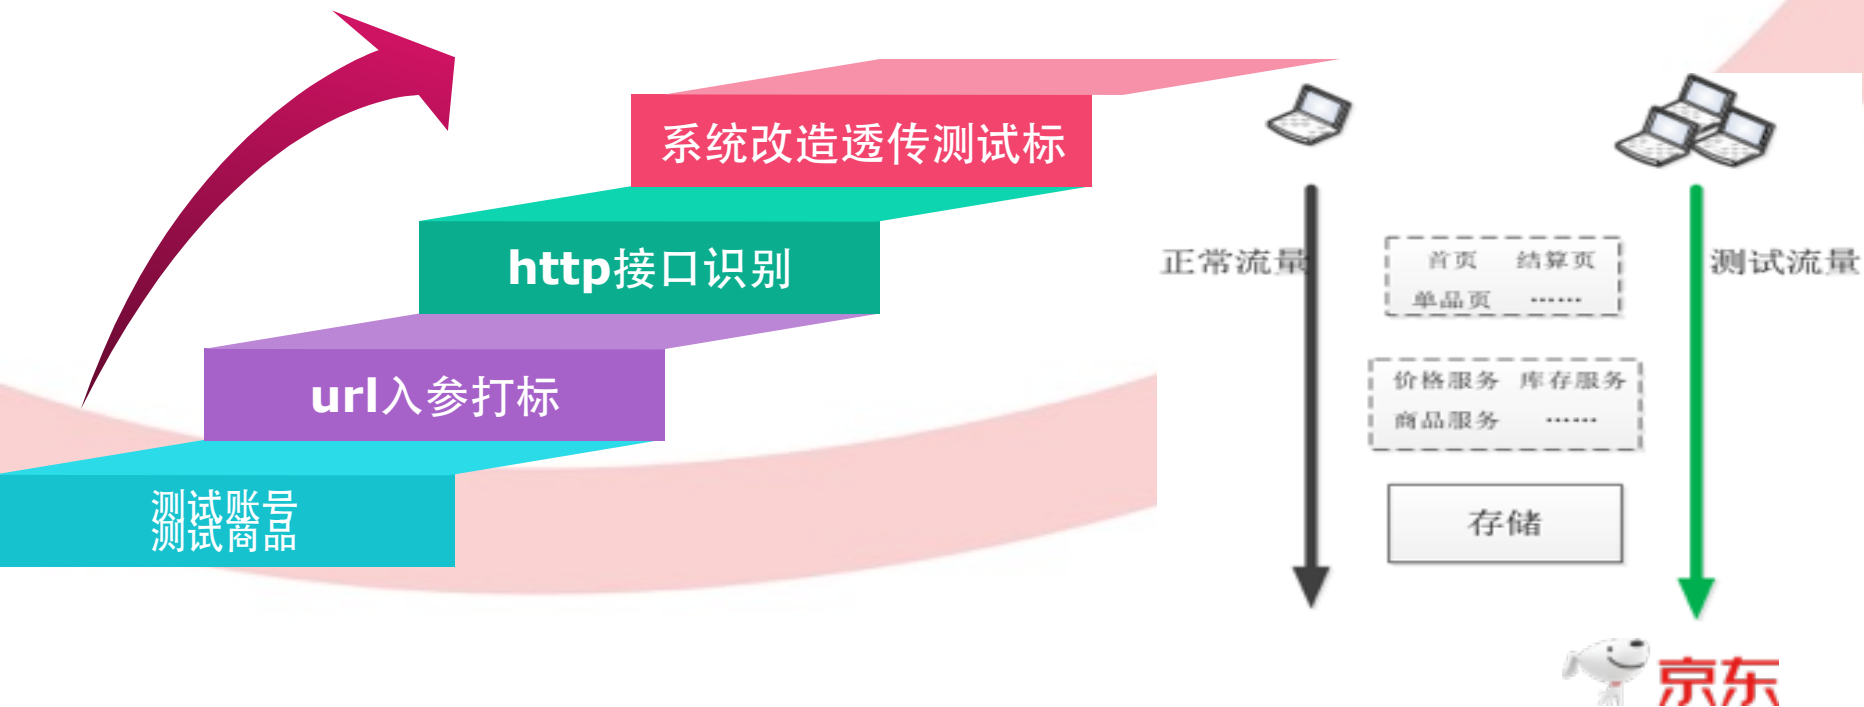 系统改造透传测试标
http接口识别
url入参打标
测试账号
测试商品
正常流量
首页 结算页
单品页 ······
价格服务 库存服务
商品服务 ······
存储
测试流量
京东